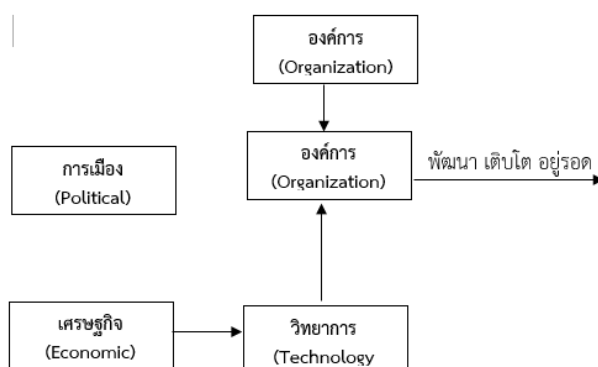 องค์การ
(Organization)
องค์การ
(Organization)
พัฒนา เติบโต อยู่รอด
การเมือง
(Political)
เศรษฐกิจ
(Economic)
วิทยาการ
(Technology